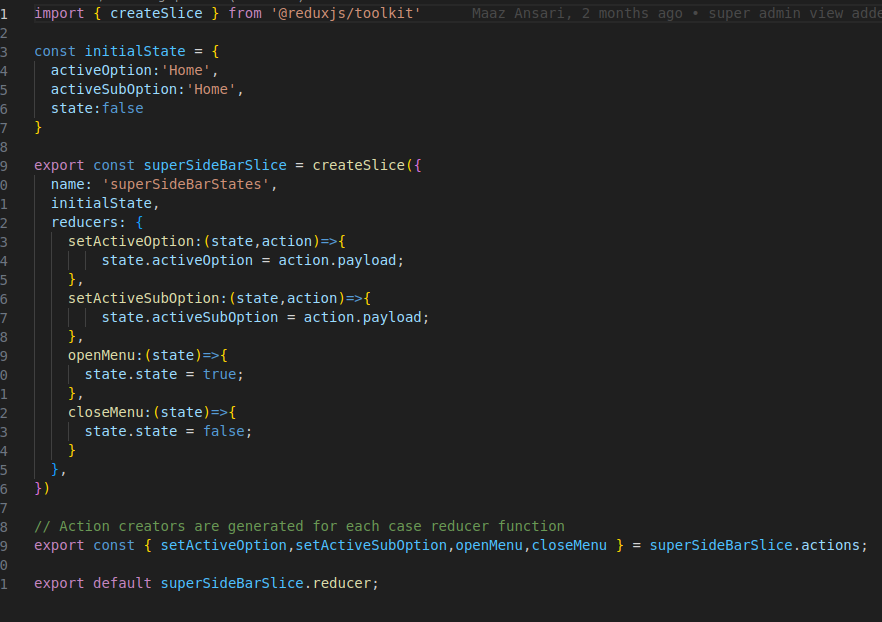 1 import { createSlice } from '@reduxjs/toolkit' Maaz Ansari, 2 months ago • super admin view adde
2
3 const initialState = {
4 activeOption:'Home',
5 activeSubOption:'Home',
6 state:false
7 }
8
9 export const superSideBarSlice = createSlice({
0 name: 'superSideBarStates',
1 initialState,
2 reducers: {
3 setActiveOption:(state,action)=>{
4 state.activeOption = action.payload;
5 },
6 setActiveSubOption:(state,action)=>{
7 state.activeSubOption = action.payload;
8 },
9 openMenu:(state)=>{
0 state.state = true;
1 },
2 closeMenu:(state)=>{
3 state.state = false;
4 }
5 },
6 })
7
8 // Action creators are generated for each case reducer function
9 export const { setActiveOption,setActiveSubOption,openMenu,closeMenu } = superSideBarSlice.actions;
0
1 export default superSideBarSlice.reducer;